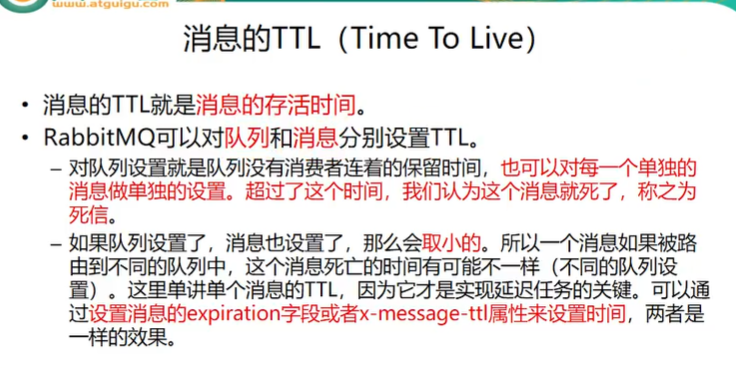 www.atguigu.com
消息的TTL（Time To Live）
• 消息的TTL就是消息的存活时间。
• RabbitMQ可以对队列和消息分别设置TTL。
– 对队列设置就是队列没有消费者连着的保留时间，也可以对每一个单独的
消息做单独的设置。超过了这个时间，我们认为这个消息就死了，称之为
死信。
– 如果队列设置了，消息也设置了，那么会取小的。所以一个消息如果被路
由到不同的队列中，这个消息死亡的时间有可能不一样（不同的队列设
置）。这里单讲单个消息的TTL，因为它才是实现延迟任务的关键。可以通
过设置消息的expiration字段或者x-message-ttl属性来设置时间，两者是
一样的效果。